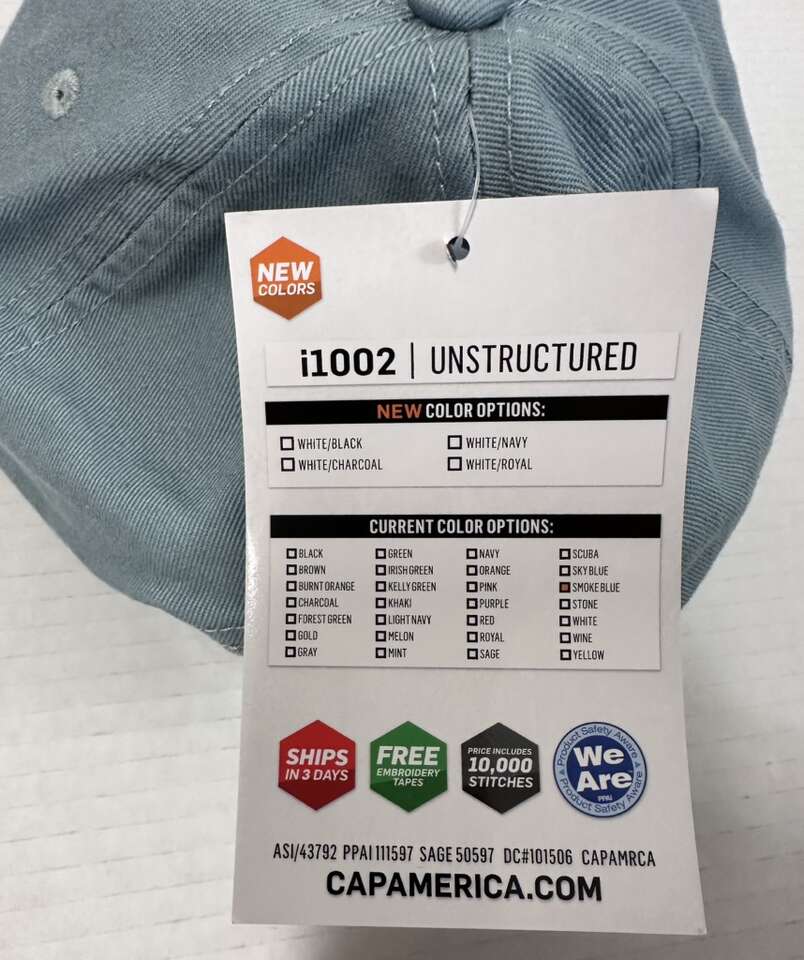 NEW
COLORS
i1002 | UNSTRUCTURED
NEW COLOR OPTIONS:
WHITE/BLACK WHITE/NAVY
WHITE/CHARCOAL WHITE/ROYAL
CURRENT COLOR OPTIONS:
BLACK GREEN NAVY SCUBA
BROWN IRISH GREEN ORANGE SKY BLUE
BURNT ORANGE KELLY GREEN PINK SMOKE BLUE
CHARCOAL KHAKI PURPLE STONE
FOREST GREEN LIGHT NAVY RED WHITE
GOLD MELON ROYAL WINE
GRAY MINT SAGE YELLOW
SHIPS
IN 3 DAYS
FREE
EMBROIDERY
TAPES
PRICE INCLUDES
10,000
STITCHES
Product Safety Aware
We
Are
PPAI
Product Safety Aware
ASI/43792 PPAI 111597 SAGE 50597 DC#101506 CAPAMRCA
CAPAMERICA.COM